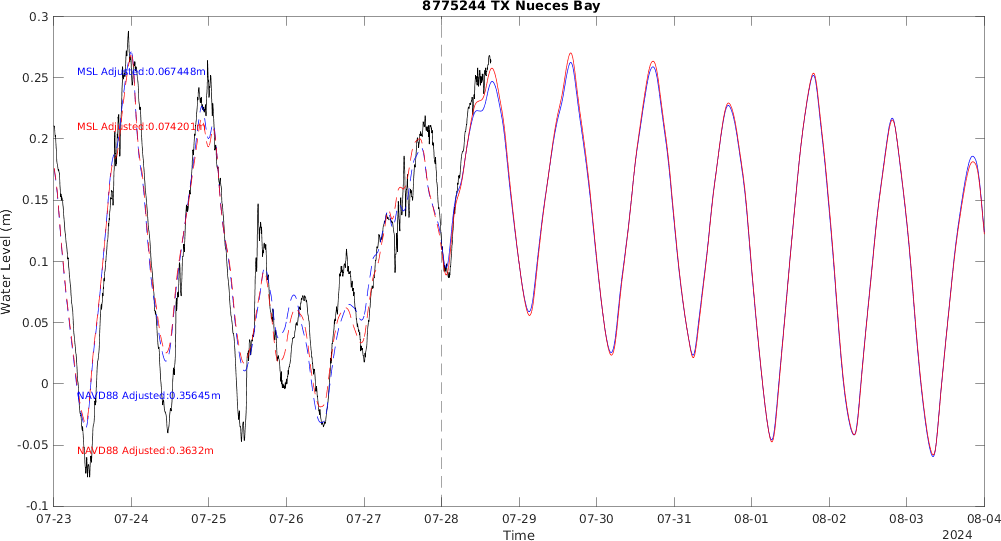 8775244 TX Nueces Bay
0.3
0.25
0.2
0.15
0.1
0.05
0
-0.05
-0.1
Water Level (m)
MSL Adjusted:0.067448m
MSL Adjusted:0.074201m
NAVD88 Adjusted:0.35645m
NAVD88 Adjusted:0.3632m
07-23 07-24 07-25 07-26 07-27 07-28 07-29 07-30 07-31 08-01 08-02 08-03 08-04
Time
2024